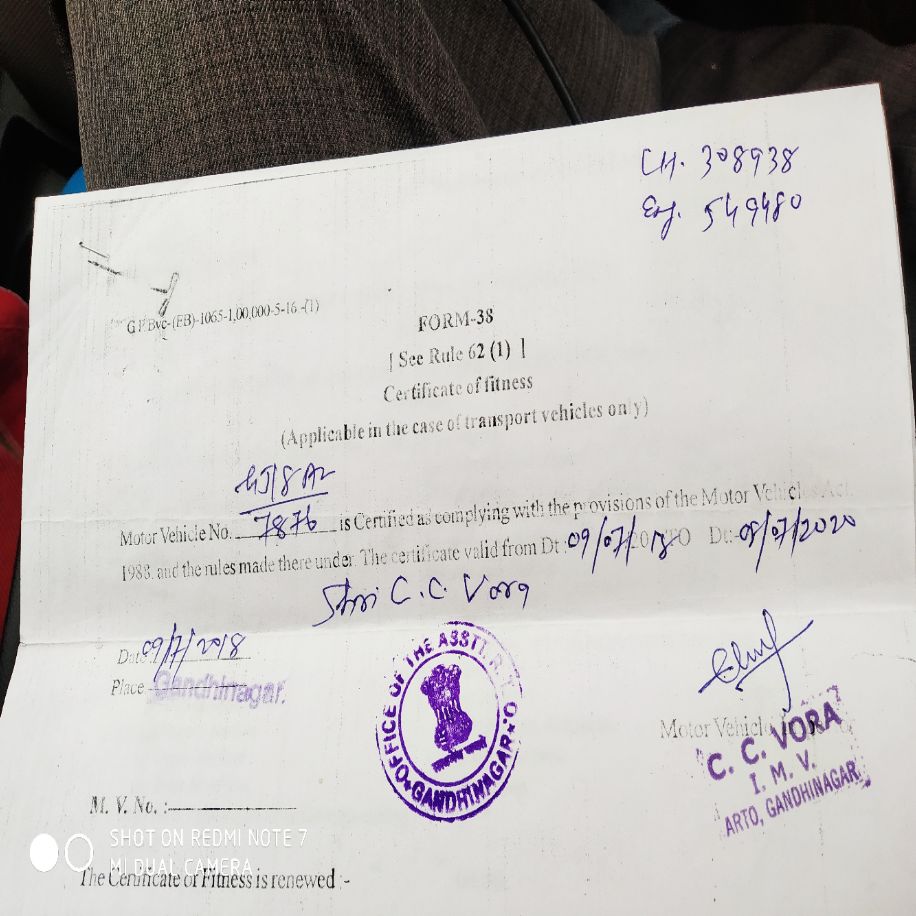 CH. 308938
Eng. 549480
G P Bvc-(EB)-1065-1,00,000-5-16-(1)
FORM-38
[ See Rule 62 (1) ]
Certificate of fitness
(Applicable in the case of transport vehicles only)
GJ18 AZ
Motor Vehicle No. 7876 is Certified as complying with the provisions of the Motor Vehicles Act,
1988, and the rules made there under. The certificate valid from Dt :09/07/2018 TO Dt:-08/07/2020
Shri C.C. Vora
Date 09/7/2018
Place Gandhinagar.
OFFICE OF THE ASSTT. R.T.O. GANDHINAGAR
Motor Vehicle
C. C. VORA
I. M. V.
ARTO, GANDHINAGAR
M. V. No. :
SHOT ON REDMI NOTE 7
MI DUAL CAMERA
The Certificate of Fitness is renewed :-